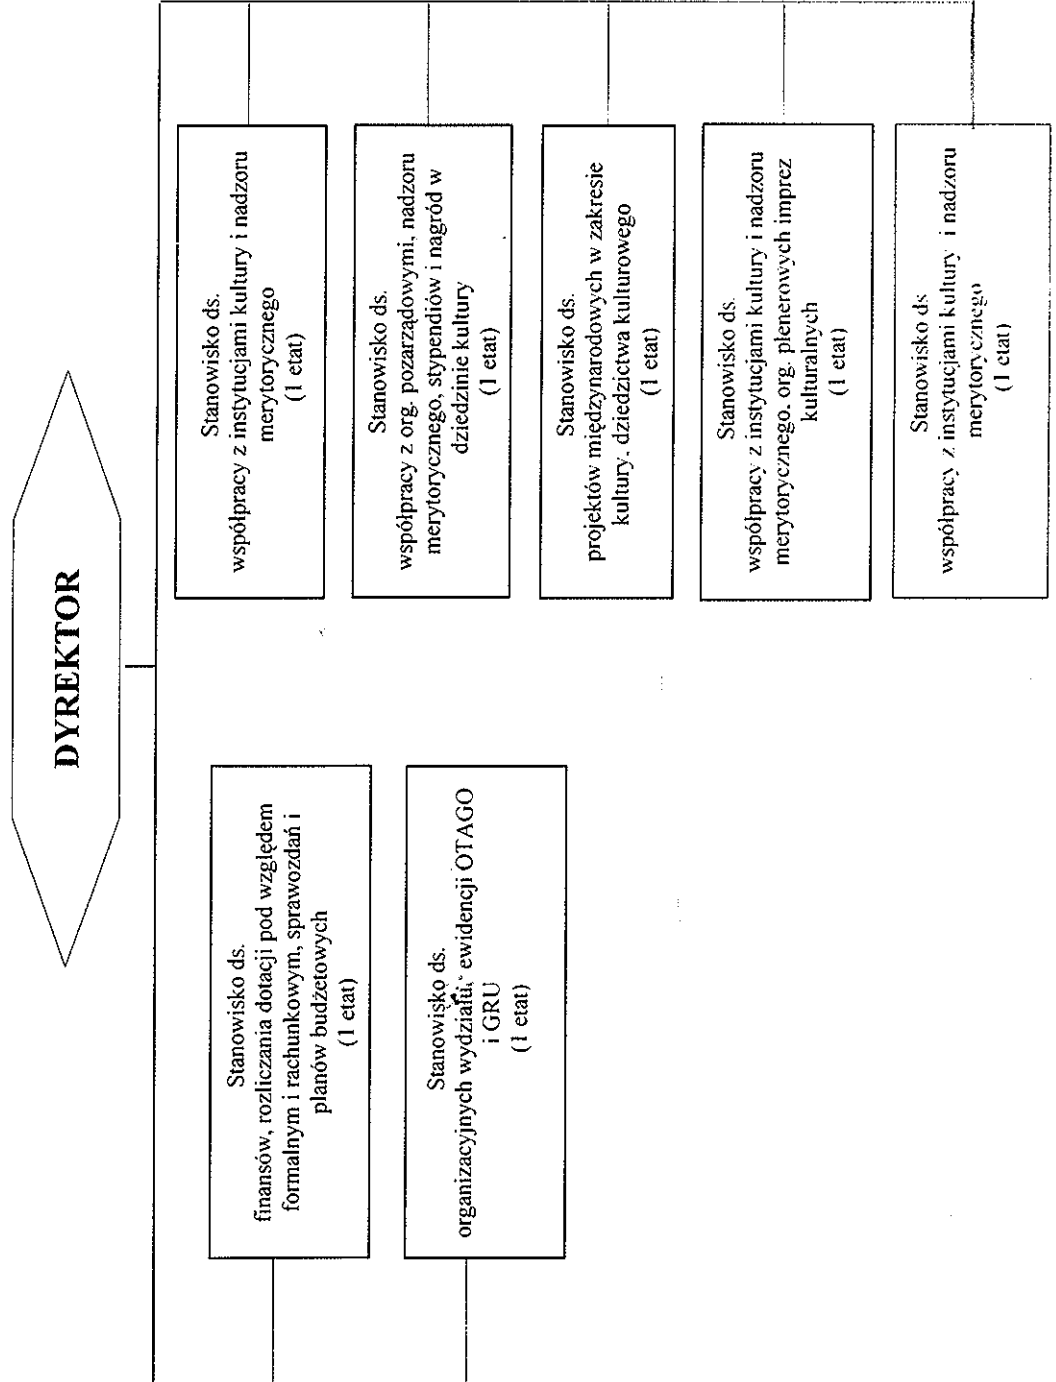 DYREKTOR
Stanowisko ds.
finansów, rozliczania dotacji pod względem
formalnym i rachunkowym, sprawozdań i
planów budżetowych
(1 etat)
Stanowisko ds.
organizacyjnych wydziału, ewidencji OTAGO
i GRU
(1 etat)
Stanowisko ds.
współpracy z instytucjami kultury i nadzoru
merytorycznego
(1 etat)
Stanowisko ds.
współpracy z org. pozarządowymi, nadzoru
merytorycznego, stypendiów i nagród w
dziedzinie kultury
(1 etat)
Stanowisko ds.
projektów międzynarodowych w zakresie
kultury, dziedzictwa kulturowego
(1 etat)
Stanowisko ds.
współpracy z instytucjami kultury i nadzoru
merytorycznego, org. plenerowych imprez
kulturalnych
(1 etat)
Stanowisko ds
współpracy z instytucjami kultury i nadzoru
merytorycznego
(1 etat)